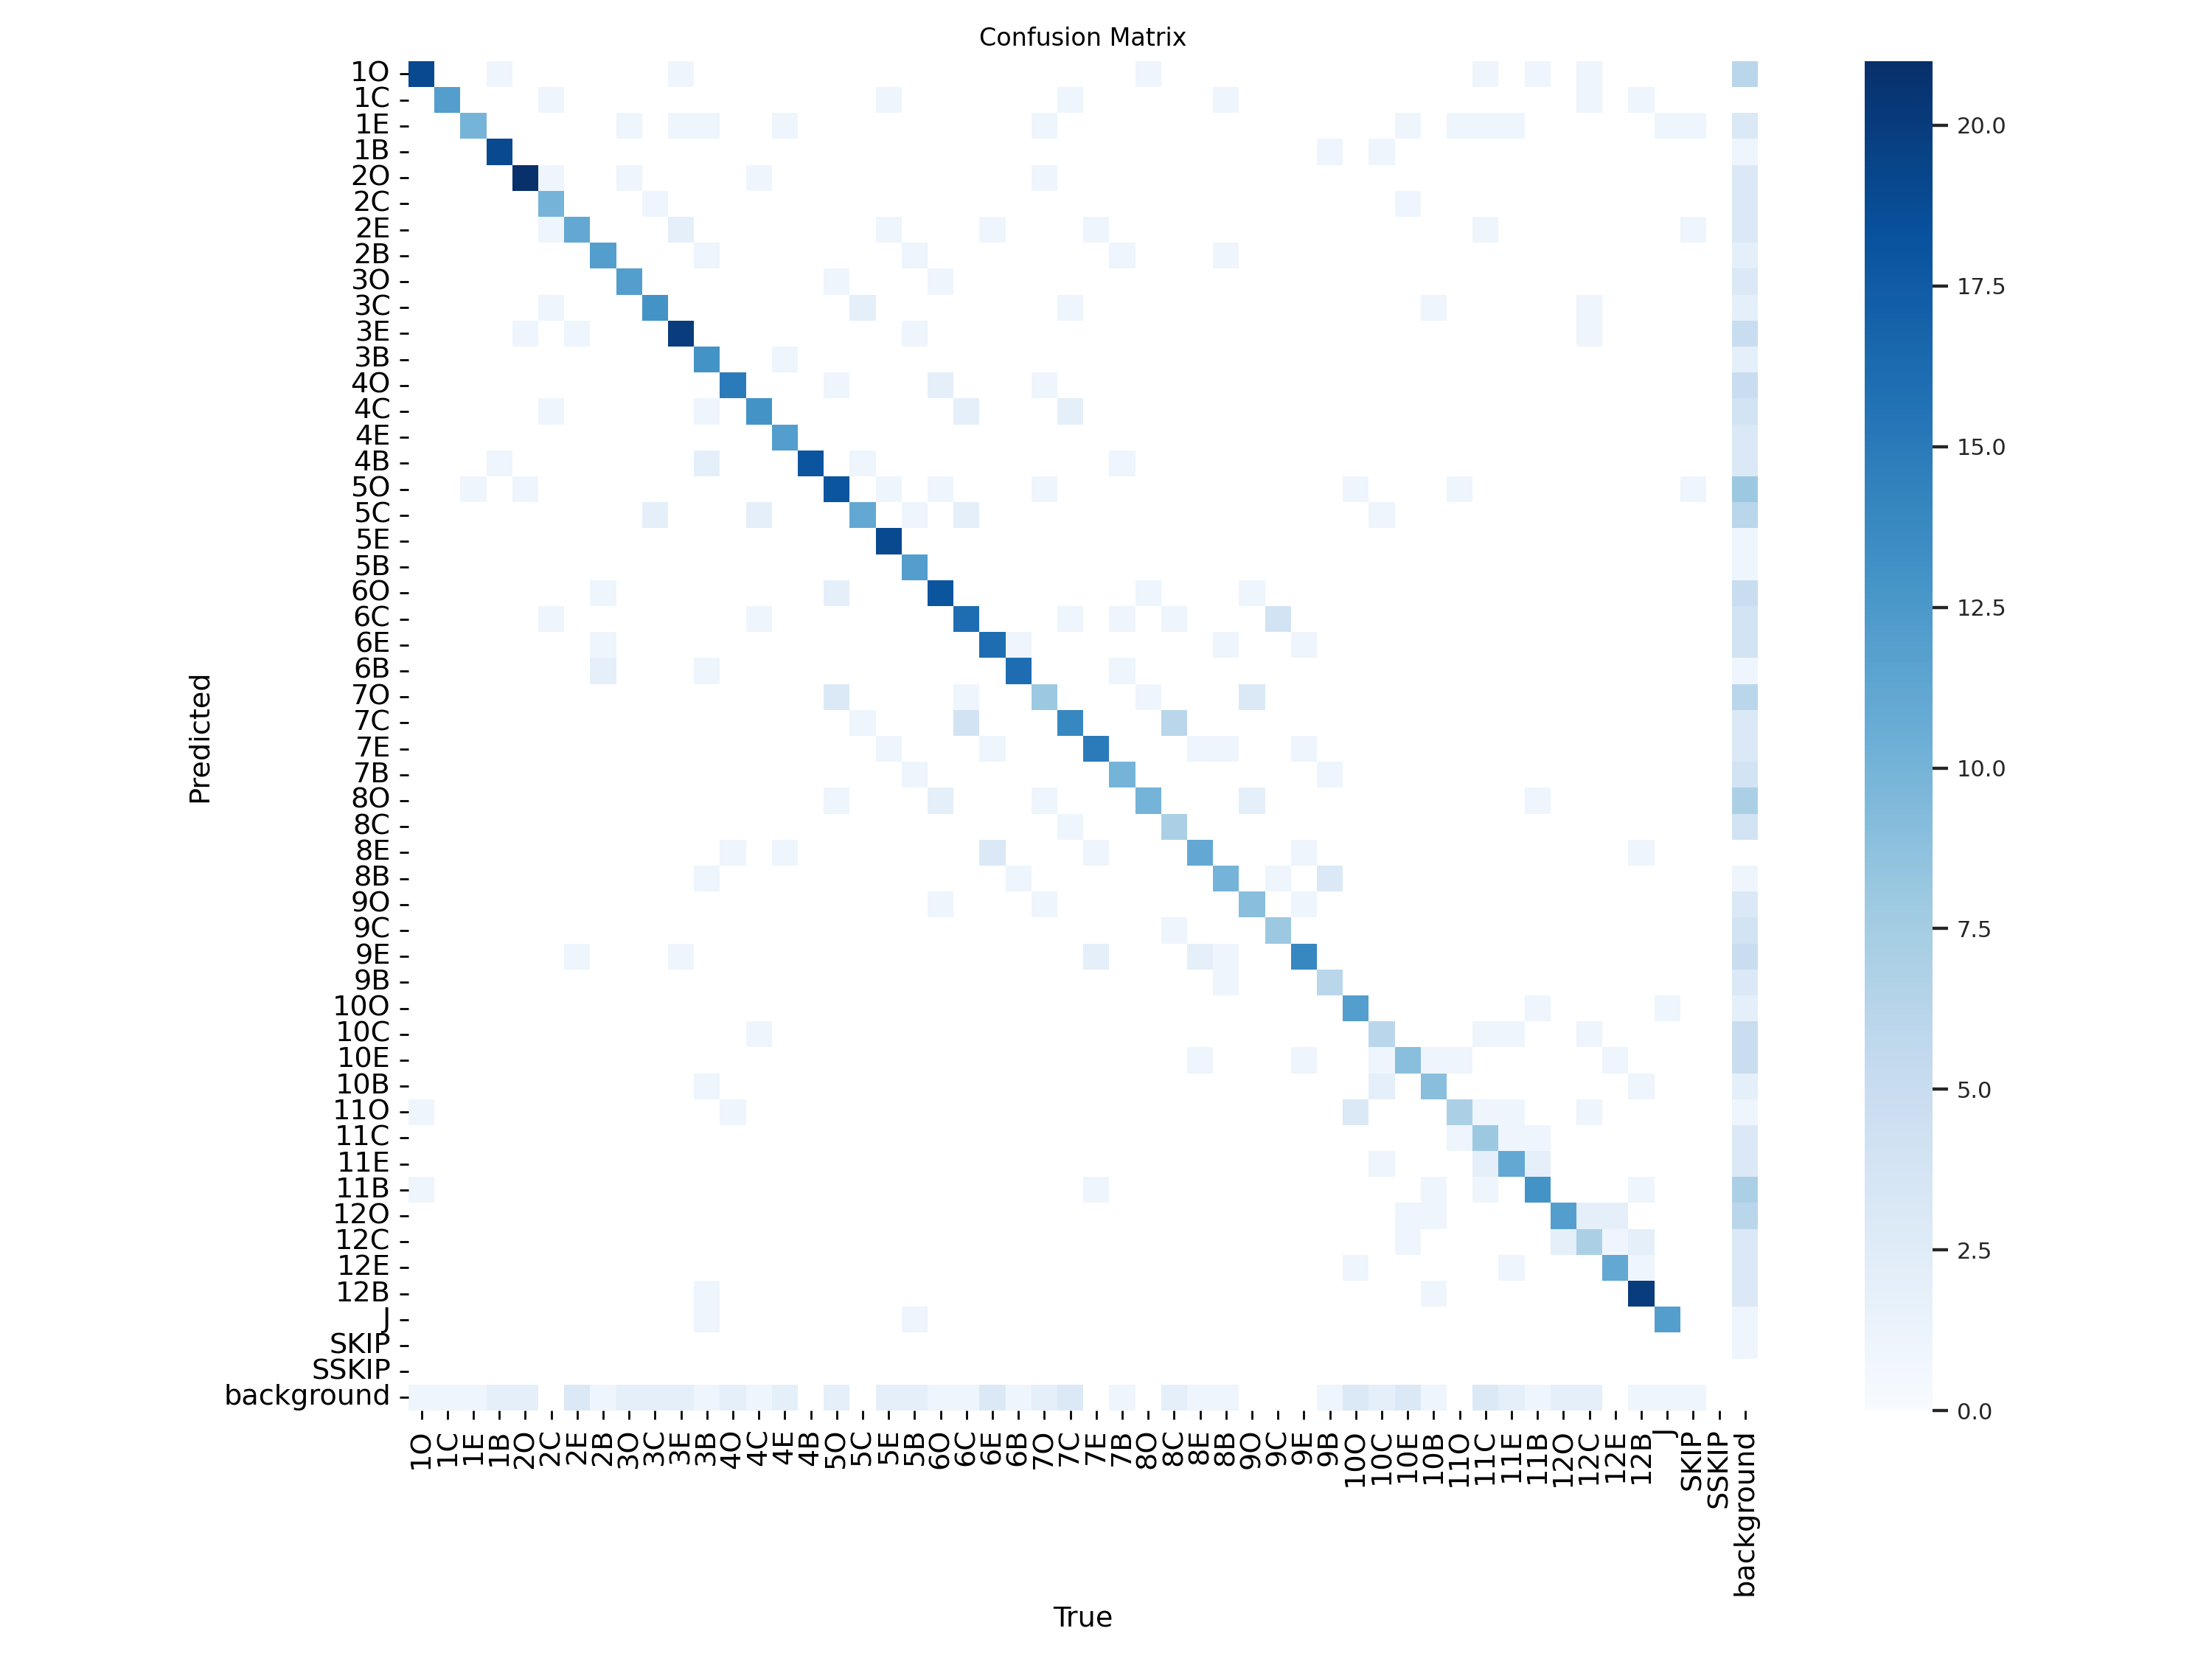 Confusion Matrix
1O
1C
1E
1B
2O
2C
2E
2B
3O
3C
3E
3B
4O
4C
4E
4B
5O
5C
5E
5B
6O
6C
6E
6B
7O
7C
7E
7B
8O
8C
8E
8B
9O
9C
9E
9B
10O
10C
10E
10B
11O
11C
11E
11B
12O
12C
12E
12B
J
SKIP
SSKIP
background
Predicted
1O 1C 1E 1B 2O 2C 2E 2B 3O 3C 3E 3B 4O 4C 4E 4B 5O 5C 5E 5B 6O 6C 6E 6B 7O 7C 7E 7B 8O 8C 8E 8B 9O 9C 9E 9B 10O 10C 10E 10B 11O 11C 11E 11B 12O 12C 12E 12B J SKIP SSKIP background
True
20.0
17.5
15.0
12.5
10.0
7.5
5.0
2.5
0.0